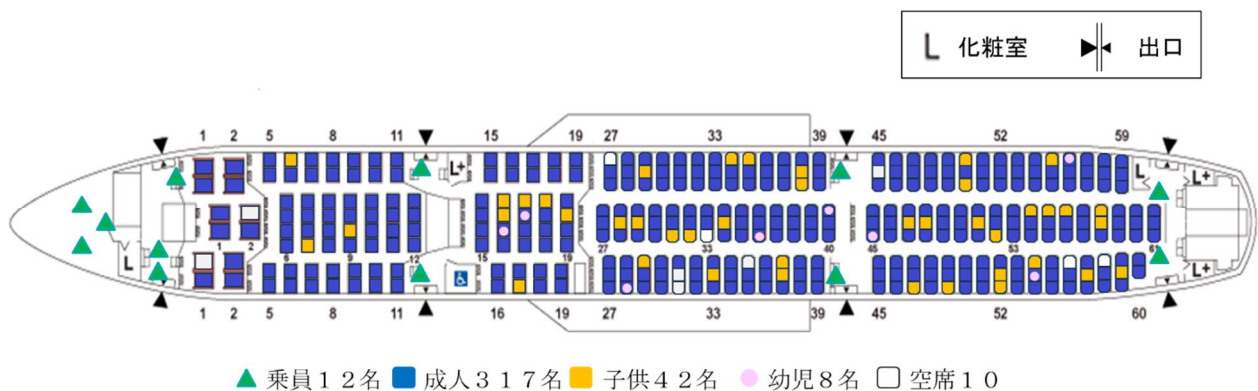 L 化粧室 出口
1 2 5 8 11 15 19 27 33 39 45 52 59
L+ L L+
1 2 6 9 12 15 19 27 33 40 45 53 61
L L+
1 2 5 8 11 16 19 27 33 39 45 52 60
乗員12名 成人317名 子供42名 幼児8名 空席10